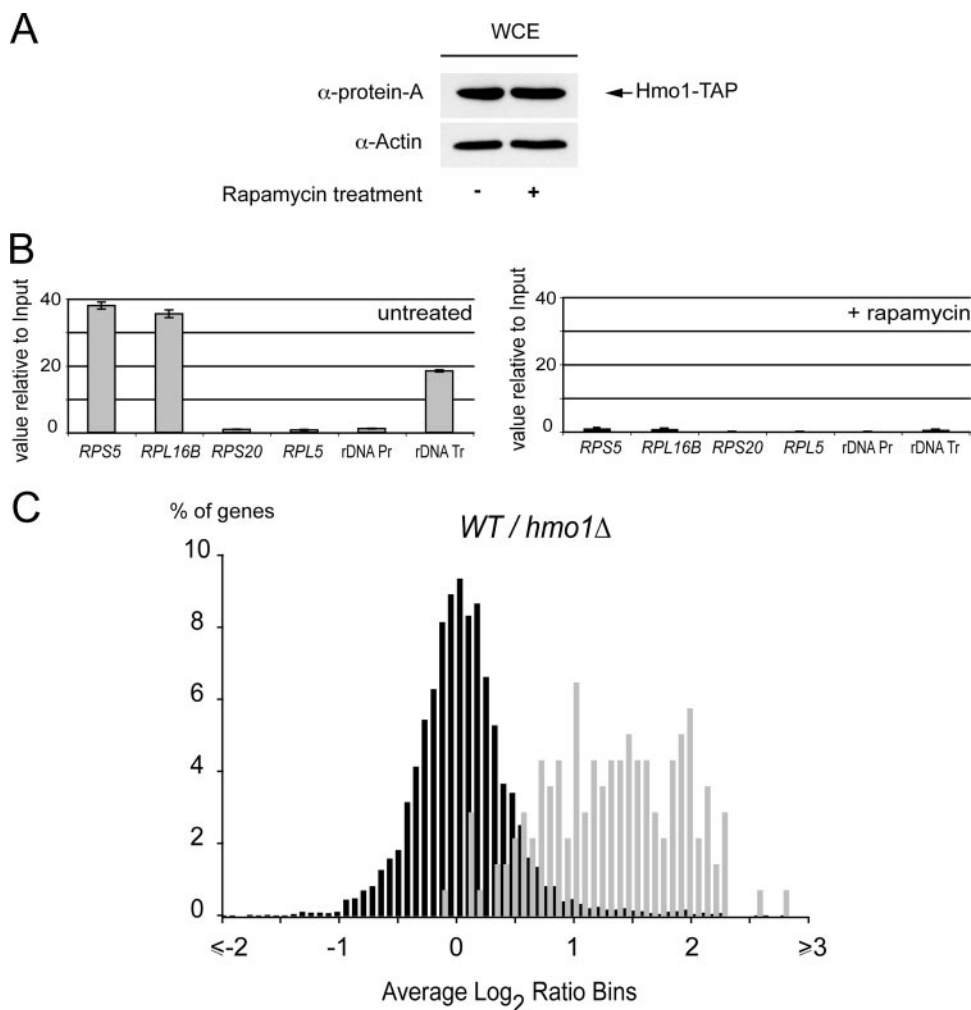 A
WCE
α-protein-A
Hmo1-TAP
α-Actin
Rapamycin treatment - +
B
value relative to Input
40
20
0
untreated
RPS5 RPL16B RPS20 RPL5 rDNA Pr rDNA Tr
value relative to Input
40
20
0
+ rapamycin
RPS5 RPL16B RPS20 RPL5 rDNA Pr rDNA Tr
C
% of genes
WT / hmo1Δ
10
8
6
4
2
0
⩽-2 -1 0 1 2 ⩾3
Average Log2 Ratio Bins